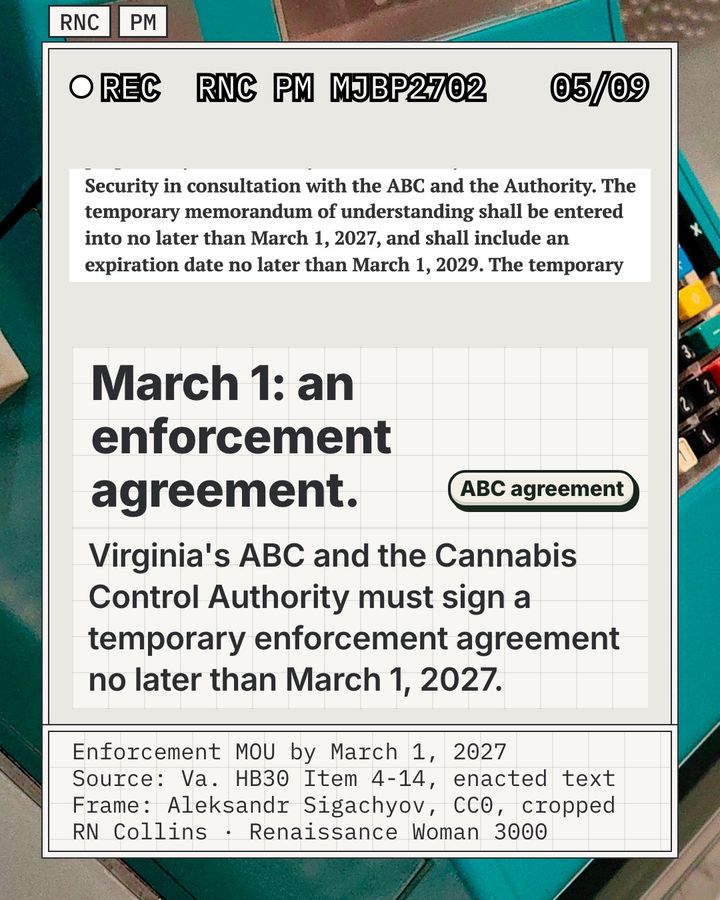 RNC PM
REC RNC PM MJBP2702 05/09
Security in consultation with the ABC and the Authority. The
temporary memorandum of understanding shall be entered
into no later than March 1, 2027, and shall include an
expiration date no later than March 1, 2029. The temporary
March 1: an
enforcement
agreement.
ABC agreement
Virginia's ABC and the Cannabis
Control Authority must sign a
temporary enforcement agreement
no later than March 1, 2027.
Enforcement MOU by March 1, 2027
Source: Va. HB30 Item 4-14, enacted text
Frame: Aleksandr Sigachyov, CC0, cropped
RN Collins · Renaissance Woman 3000
X
3
2
2
1